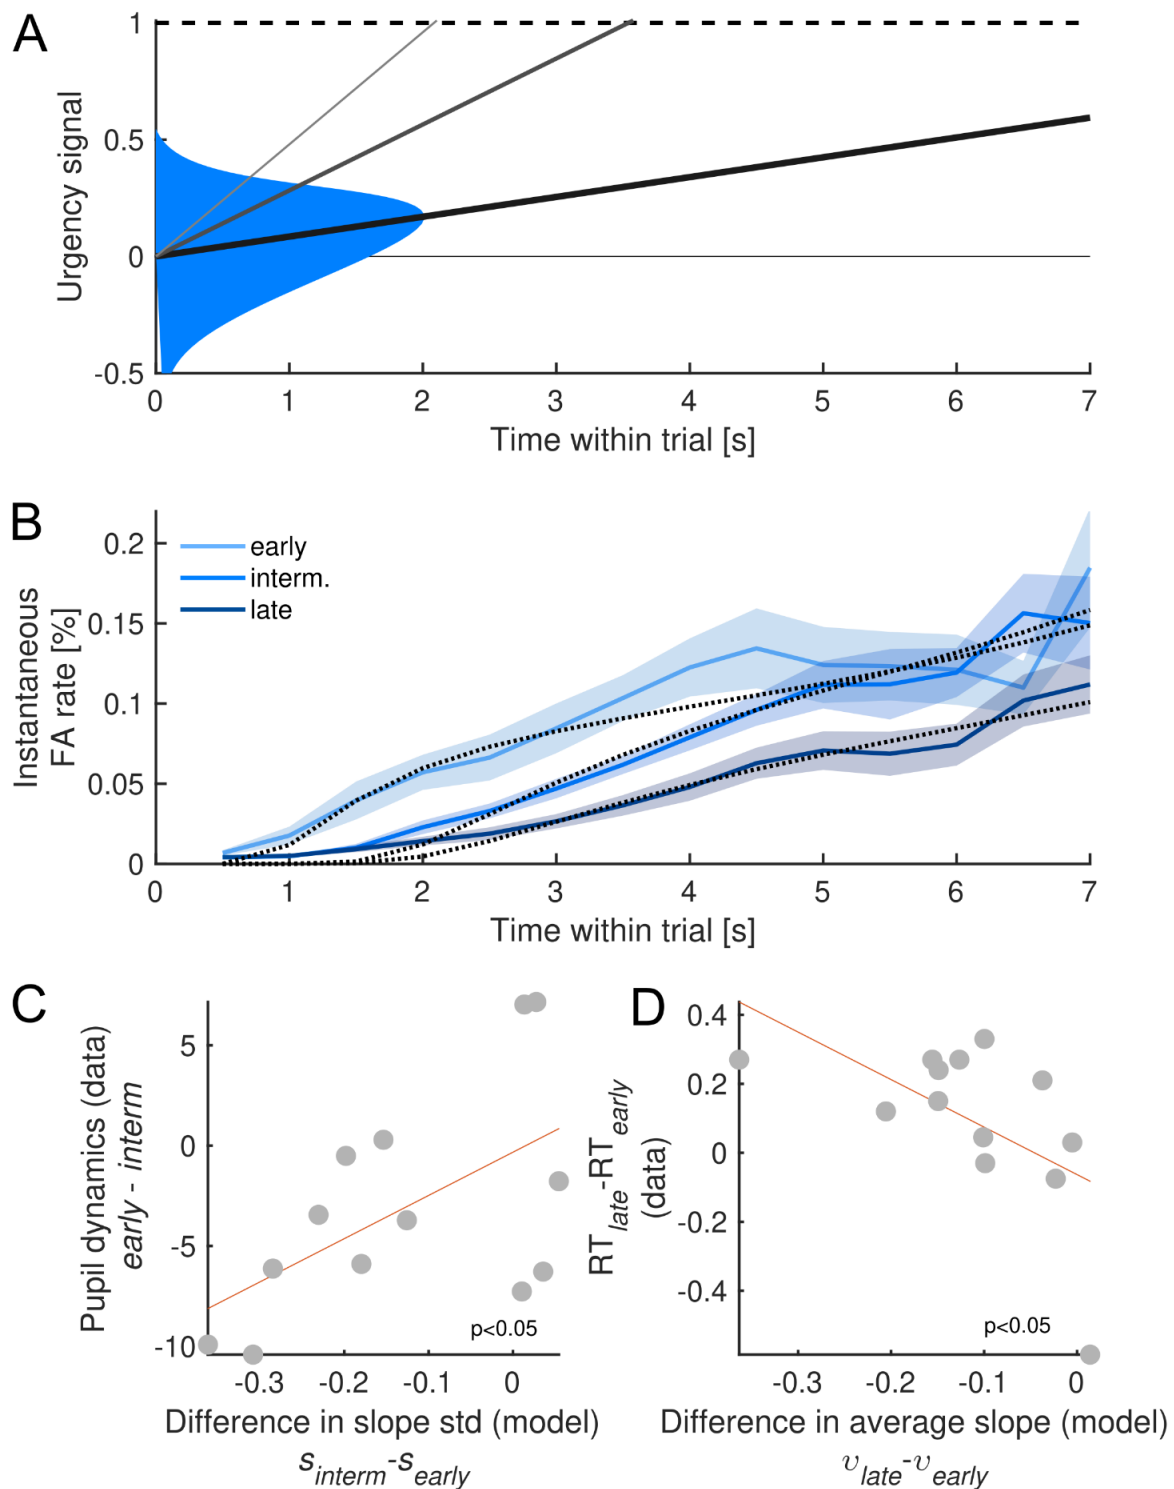 A
1
0.5
0
-0.5
Urgency signal
0 1 2 3 4 5 6 7
Time within trial [s]
B
early
interm.
late
0.2
0.15
0.1
0.05
0
Instantaneous
FA rate [%]
0 1 2 3 4 5 6 7
Time within trial [s]
C
5
0
-5
-10
Pupil dynamics (data)
early - interm
p<0.05
-0.3 -0.2 -0.1 0
Difference in slope std (model)
s_interm-s_early
D
0.4
0.2
0
-0.2
-0.4
RT_late-RT_early
(data)
p<0.05
-0.3 -0.2 -0.1 0
Difference in average slope (model)
υ_late-υ_early